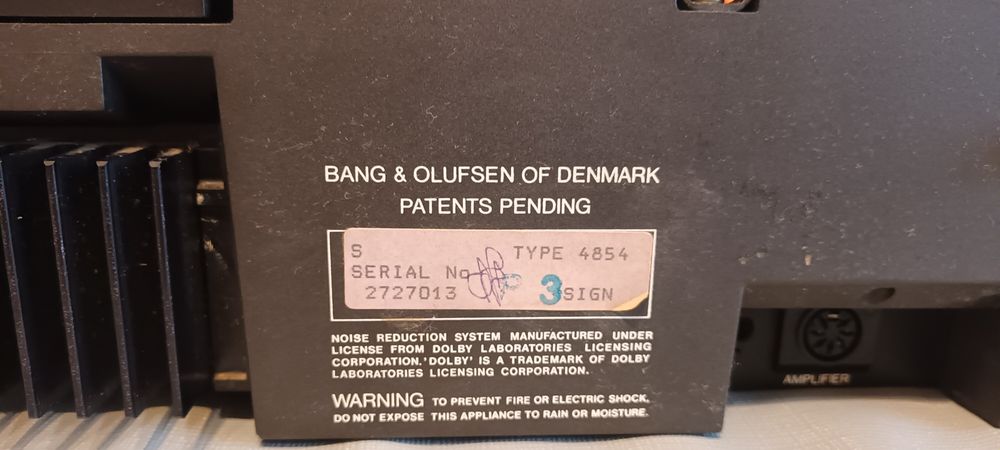 BANG & OLUFSEN OF DENMARK
PATENTS PENDING
S TYPE 4854
SERIAL No
2727013 3 SIGN
NOISE REDUCTION SYSTEM MANUFACTURED UNDER
LICENSE FROM DOLBY LABORATORIES LICENSING
CORPORATION.'DOLBY' IS A TRADEMARK OF DOLBY
LABORATORIES LICENSING CORPORATION.
WARNING TO PREVENT FIRE OR ELECTRIC SHOCK,
DO NOT EXPOSE THIS APPLIANCE TO RAIN OR MOISTURE.
AMPLIFIER